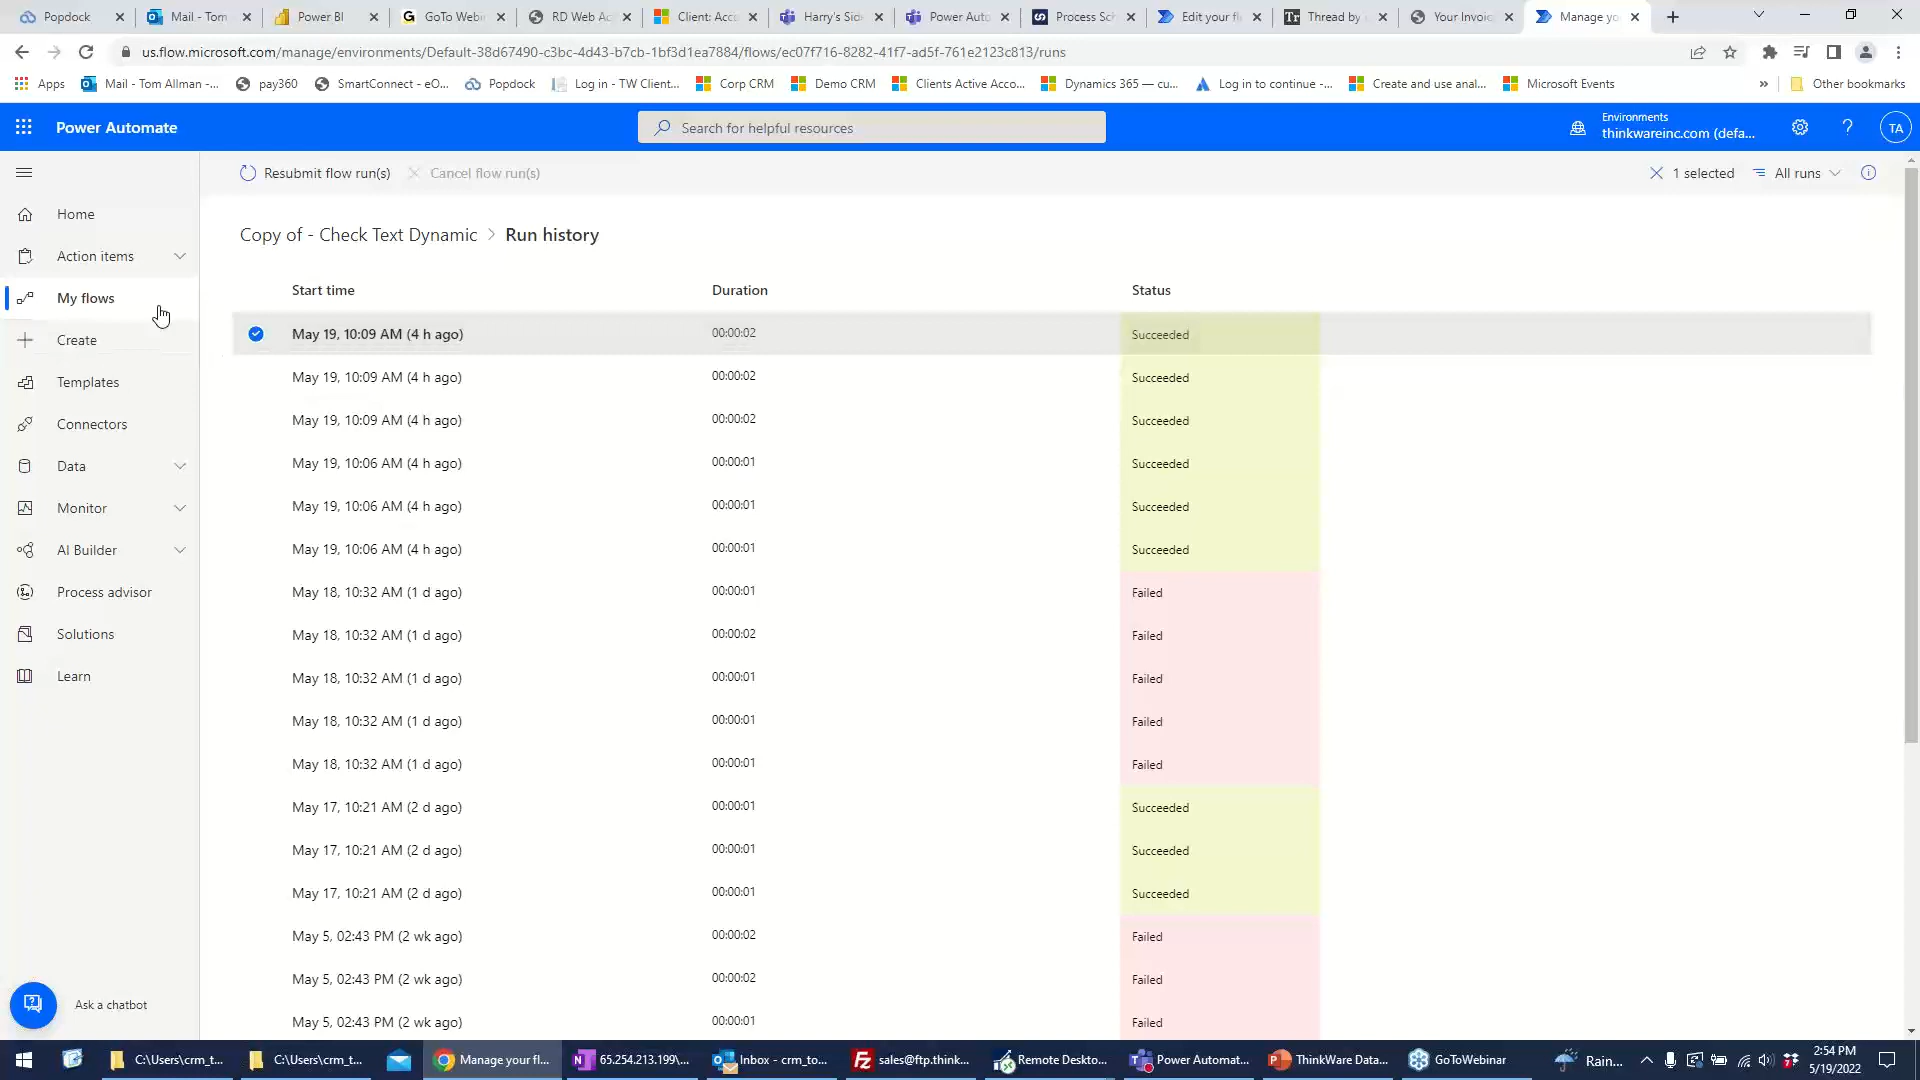 Popdock
Mail - Tom
Power BI
GoTo Webi
RD Web Ac
Client: Acco
Harry's Side
Power Auto
Process Sch
Edit your fl
Thread by
Your Invoic
Manage yo
us.flow.microsoft.com/manage/environments/Default-38d67490-c3bc-4d43-b7cb-1bf3d1ea7884/flows/ec07f716-8282-41f7-ad5f-761e2123c813/runs
Apps
Mail - Tom Allman -...
pay360
SmartConnect - eO...
Popdock
Log in - TW Client...
Corp CRM
Demo CRM
Clients Active Acco...
Dynamics 365 — cu...
Log in to continue -...
Create and use anal...
Microsoft Events
»
Other bookmarks
Power Automate
Search for helpful resources
Environments
thinkwareinc.com (defa...
TA
Resubmit flow run(s)
Cancel flow run(s)
1 selected
All runs
Home
Action items
My flows
Create
Templates
Connectors
Data
Monitor
AI Builder
Process advisor
Solutions
Learn
Ask a chatbot
Copy of - Check Text Dynamic > Run history
Start time Duration Status
May 19, 10:09 AM (4 h ago) 00:00:02 Succeeded
May 19, 10:09 AM (4 h ago) 00:00:02 Succeeded
May 19, 10:09 AM (4 h ago) 00:00:02 Succeeded
May 19, 10:06 AM (4 h ago) 00:00:01 Succeeded
May 19, 10:06 AM (4 h ago) 00:00:01 Succeeded
May 19, 10:06 AM (4 h ago) 00:00:01 Succeeded
May 18, 10:32 AM (1 d ago) 00:00:01 Failed
May 18, 10:32 AM (1 d ago) 00:00:02 Failed
May 18, 10:32 AM (1 d ago) 00:00:01 Failed
May 18, 10:32 AM (1 d ago) 00:00:01 Failed
May 18, 10:32 AM (1 d ago) 00:00:01 Failed
May 17, 10:21 AM (2 d ago) 00:00:01 Succeeded
May 17, 10:21 AM (2 d ago) 00:00:01 Succeeded
May 17, 10:21 AM (2 d ago) 00:00:01 Succeeded
May 5, 02:43 PM (2 wk ago) 00:00:02 Failed
May 5, 02:43 PM (2 wk ago) 00:00:02 Failed
May 5, 02:43 PM (2 wk ago) 00:00:01 Failed
C:\Users\crm_t...
C:\Users\crm_t...
Manage your fl...
65.254.213.199\...
Inbox - crm_to...
sales@ftp.think...
Remote Deskto...
Power Automat...
ThinkWare Data...
GoToWebinar
Rain...
2:54 PM
5/19/2022